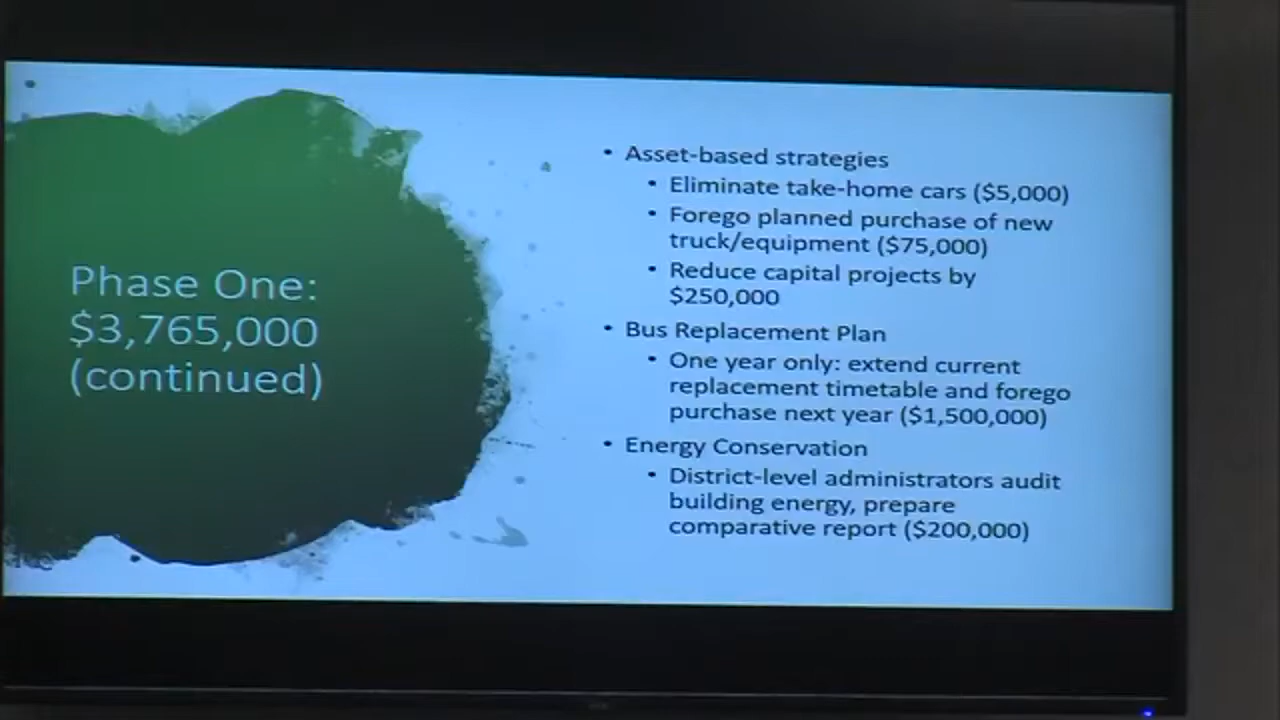 Phase One:
$3,765,000
(continued)
• Asset-based strategies
• Eliminate take-home cars ($5,000)
• Forego planned purchase of new
truck/equipment ($75,000)
• Reduce capital projects by
$250,000
• Bus Replacement Plan
• One year only: extend current
replacement timetable and forego
purchase next year ($1,500,000)
• Energy Conservation
• District-level administrators audit
building energy, prepare
comparative report ($200,000)